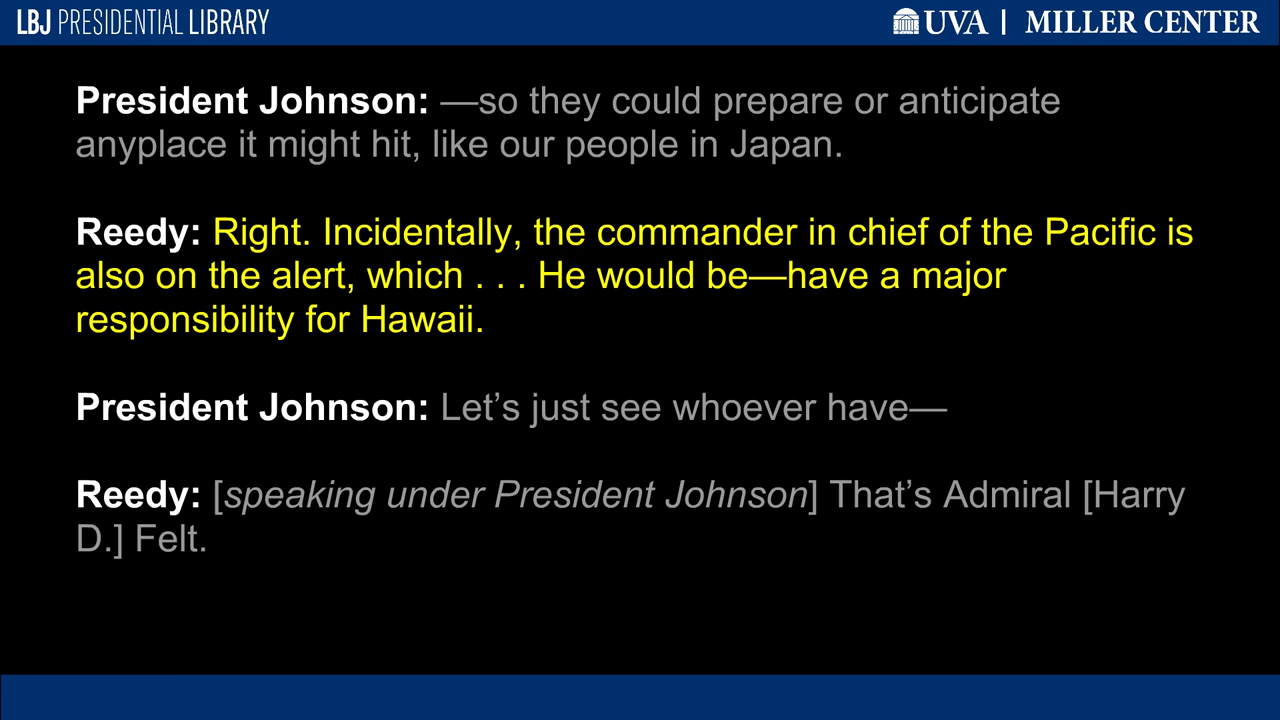 LBJ PRESIDENTIAL LIBRARY
UVA | MILLER CENTER
President Johnson: —so they could prepare or anticipate
anyplace it might hit, like our people in Japan.
Reedy: Right. Incidentally, the commander in chief of the Pacific is
also on the alert, which . . . He would be—have a major
responsibility for Hawaii.
President Johnson: Let’s just see whoever have—
Reedy: [speaking under President Johnson] That’s Admiral [Harry
D.] Felt.